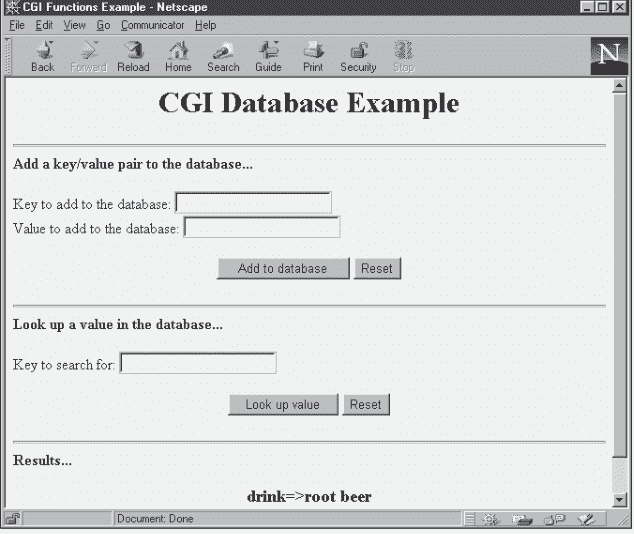 CGI Functions Example - Netscape
File Edit View Go Communicator Help
Back Forward Reload Home Search Guide Print Security Stop
N
CGI Database Example
Add a key/value pair to the database...
Key to add to the database:
Value to add to the database:
Add to database Reset
Look up a value in the database...
Key to search for:
Look up value Reset
Results...
drink=>root beer
Document: Done